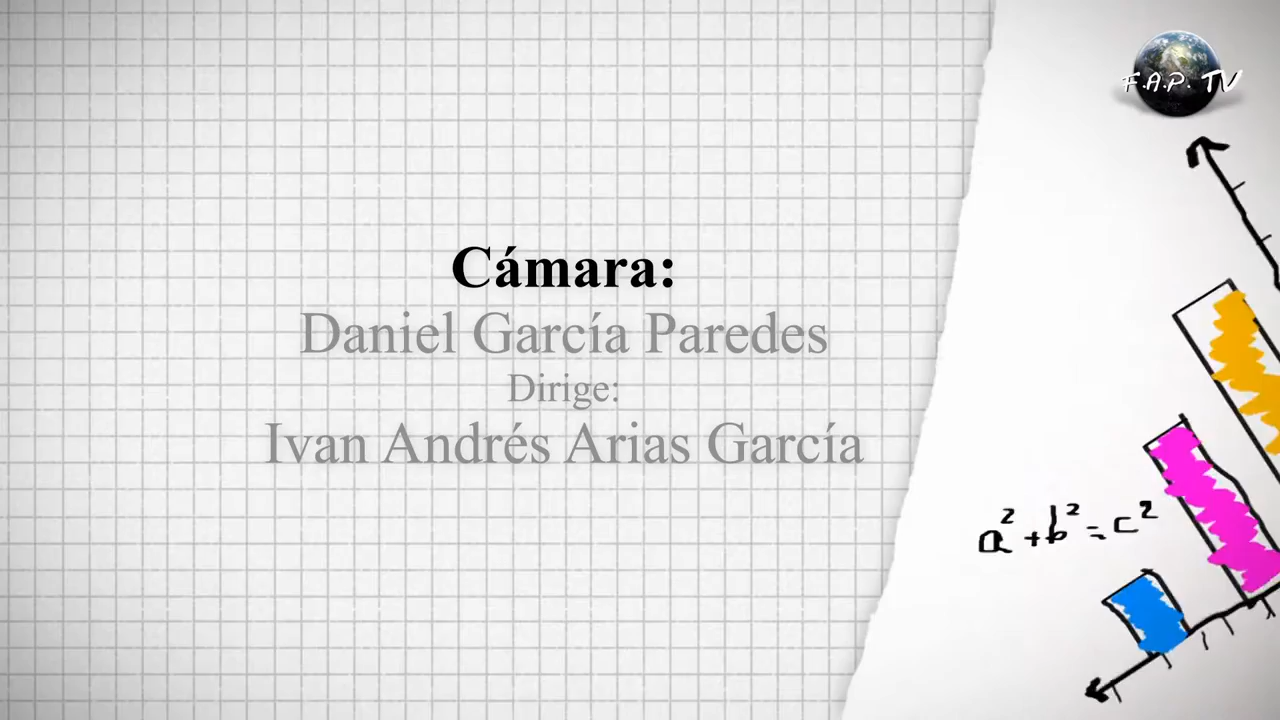 F.A.P. TV
Cámara:
Daniel García Paredes
Dirige:
Ivan Andrés Arias García
a²+b²=c²